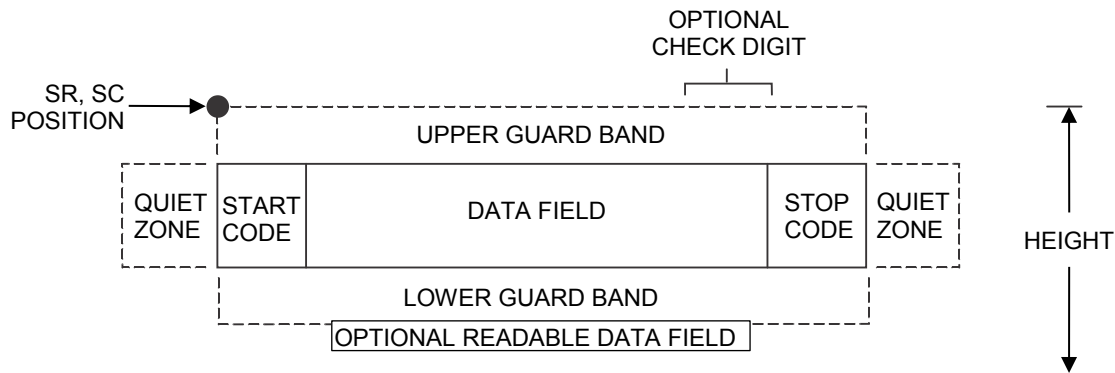 OPTIONAL
CHECK DIGIT
SR, SC
POSITION
UPPER GUARD BAND
QUIET
ZONE
START
CODE
DATA FIELD
STOP
CODE
QUIET
ZONE
HEIGHT
LOWER GUARD BAND
OPTIONAL READABLE DATA FIELD